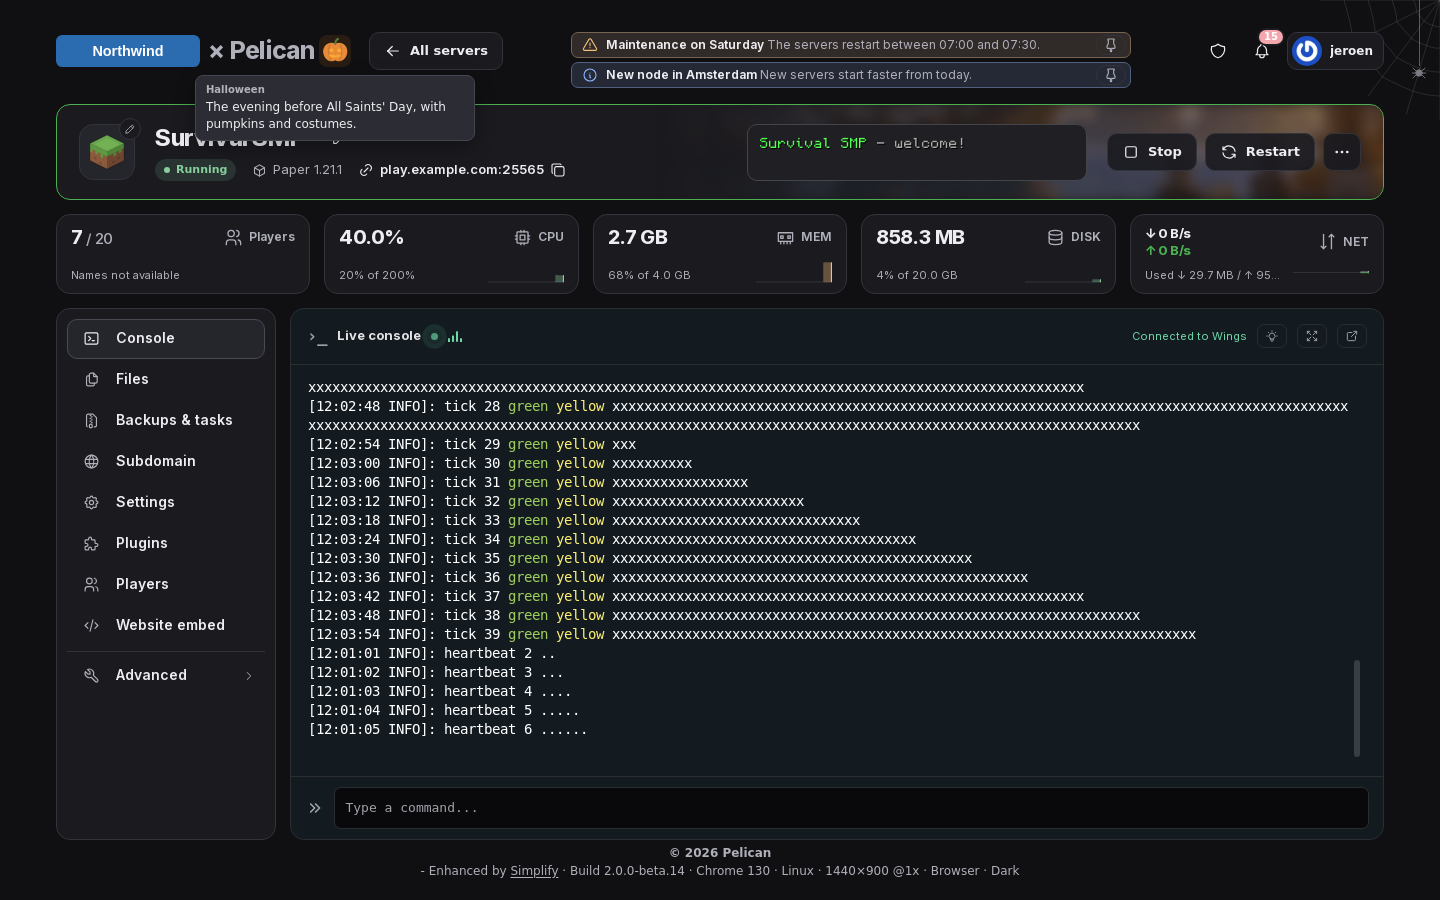 Northwind
× Pelican
All servers
Maintenance on Saturday The servers restart between 07:00 and 07:30.
New node in Amsterdam New servers start faster from today.
15
jeroen
Halloween
The evening before All Saints' Day, with
pumpkins and costumes.
Running
Paper 1.21.1
play.example.com:25565
Survival SMP - welcome!
Stop
Restart
7 / 20
Players
Names not available
40.0%
CPU
20% of 200%
2.7 GB
MEM
68% of 4.0 GB
858.3 MB
DISK
4% of 20.0 GB
↓ 0 B/s
↑ 0 B/s
NET
Used ↓ 29.7 MB / ↑ 95...
Console
Files
Backups & tasks
Subdomain
Settings
Plugins
Players
Website embed
Advanced
Live console
Connected to Wings
xxxxxxxxxxxxxxxxxxxxxxxxxxxxxxxxxxxxxxxxxxxxxxxxxxxxxxxxxxxxxxxxxxxxxxxxxxxxxxxxxxxxxxxxxxxxxxxxx
[12:02:48 INFO]: tick 28 green yellow xxxxxxxxxxxxxxxxxxxxxxxxxxxxxxxxxxxxxxxxxxxxxxxxxxxxxxxxxxxxxxxxxxxxxxxxxxxxxxxxxxxxxxxxxxxx
xxxxxxxxxxxxxxxxxxxxxxxxxxxxxxxxxxxxxxxxxxxxxxxxxxxxxxxxxxxxxxxxxxxxxxxxxxxxxxxxxxxxxxxxxxxxxxxxxxxxxxxx
[12:02:54 INFO]: tick 29 green yellow xxx
[12:03:00 INFO]: tick 30 green yellow xxxxxxxxxx
[12:03:06 INFO]: tick 31 green yellow xxxxxxxxxxxxxxxxx
[12:03:12 INFO]: tick 32 green yellow xxxxxxxxxxxxxxxxxxxxxxxx
[12:03:18 INFO]: tick 33 green yellow xxxxxxxxxxxxxxxxxxxxxxxxxxxxxxx
[12:03:24 INFO]: tick 34 green yellow xxxxxxxxxxxxxxxxxxxxxxxxxxxxxxxxxxxxxx
[12:03:30 INFO]: tick 35 green yellow xxxxxxxxxxxxxxxxxxxxxxxxxxxxxxxxxxxxxxxxxxxxx
[12:03:36 INFO]: tick 36 green yellow xxxxxxxxxxxxxxxxxxxxxxxxxxxxxxxxxxxxxxxxxxxxxxxxxxxx
[12:03:42 INFO]: tick 37 green yellow xxxxxxxxxxxxxxxxxxxxxxxxxxxxxxxxxxxxxxxxxxxxxxxxxxxxxxxxxxx
[12:03:48 INFO]: tick 38 green yellow xxxxxxxxxxxxxxxxxxxxxxxxxxxxxxxxxxxxxxxxxxxxxxxxxxxxxxxxxxxxxxxxxx
[12:03:54 INFO]: tick 39 green yellow xxxxxxxxxxxxxxxxxxxxxxxxxxxxxxxxxxxxxxxxxxxxxxxxxxxxxxxxxxxxxxxxxxxxxxxxx
[12:01:01 INFO]: heartbeat 2 ..
[12:01:02 INFO]: heartbeat 3 ...
[12:01:03 INFO]: heartbeat 4 ....
[12:01:04 INFO]: heartbeat 5 .....
[12:01:05 INFO]: heartbeat 6 ......
Type a command...
© 2026 Pelican
- Enhanced by Simplify · Build 2.0.0-beta.14 · Chrome 130 · Linux · 1440×900 @1x · Browser · Dark